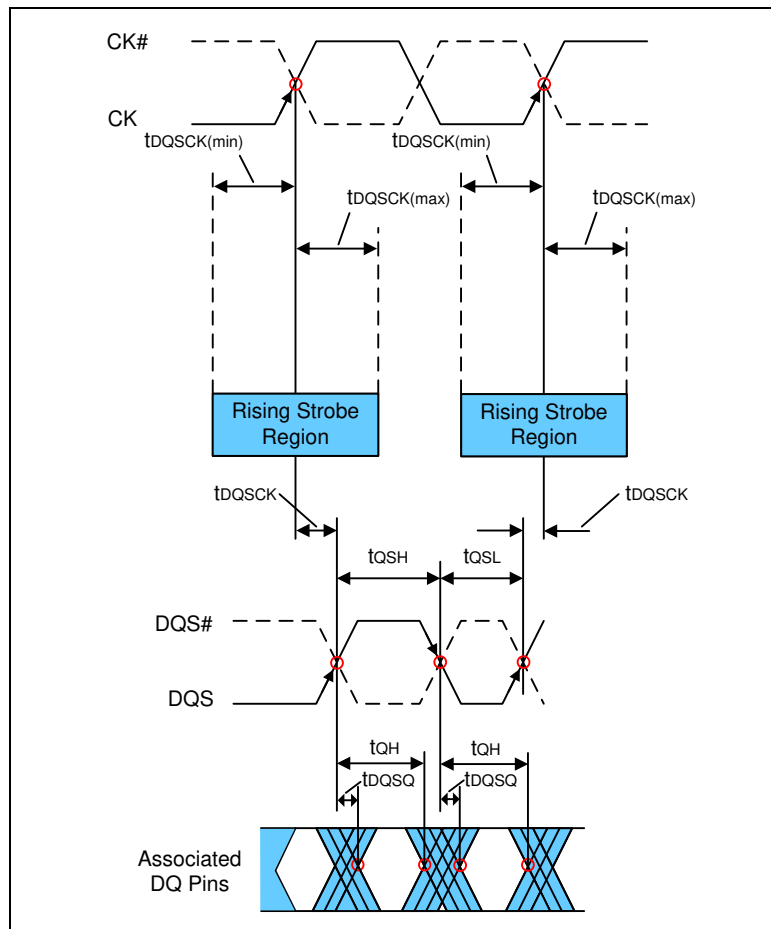 CK#
CK
tDQSCK(min)
tDQSCK(min)
tDQSCK(max)
tDQSCK(max)
Rising Strobe
Region
Rising Strobe
Region
tDQSCK
tDQSCK
tQSH
tQSL
DQS#
DQS
tQH
tQH
tDQSQ
tDQSQ
Associated
DQ Pins